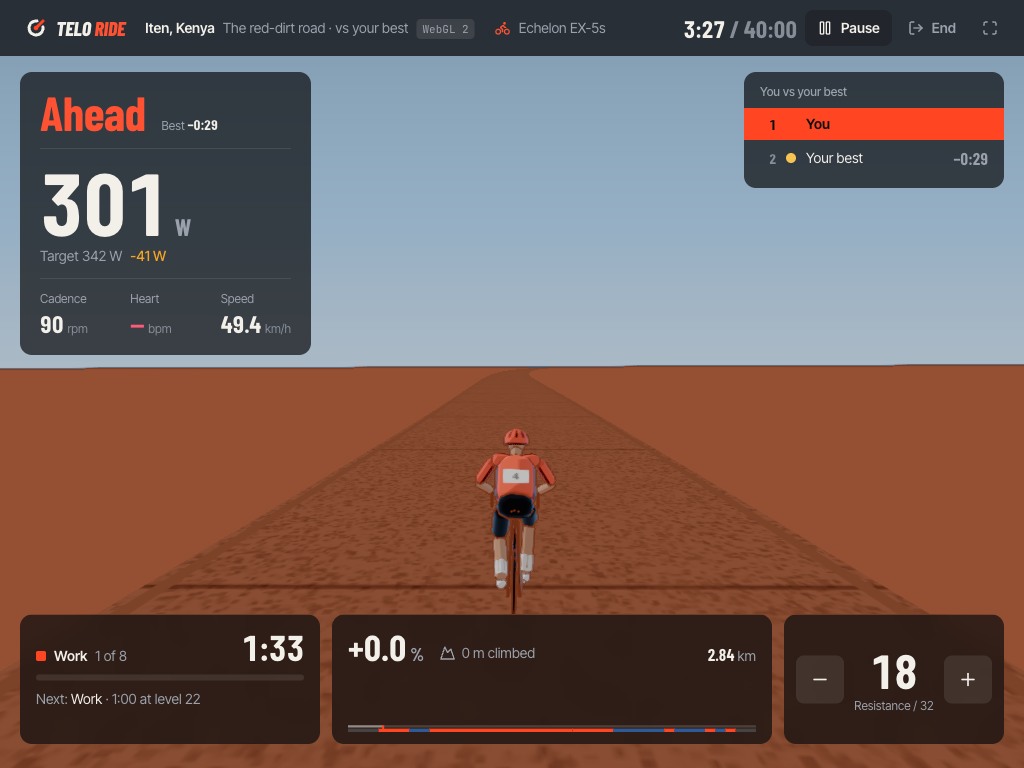 TELO RIDE
Iten, Kenya The red-dirt road · vs your best WebGL 2 Echelon EX-5s 3:27 / 40:00 Pause End
Ahead Best −0:29
301 W
Target 342 W -41 W
Cadence Heart Speed
90 rpm — bpm 49.4 km/h
You vs your best
1 You
2 Your best −0:29
4
Work 1 of 8 1:33
Next: Work · 1:00 at level 22
+0.0 % 0 m climbed 2.84 km
− 18 +
Resistance / 32